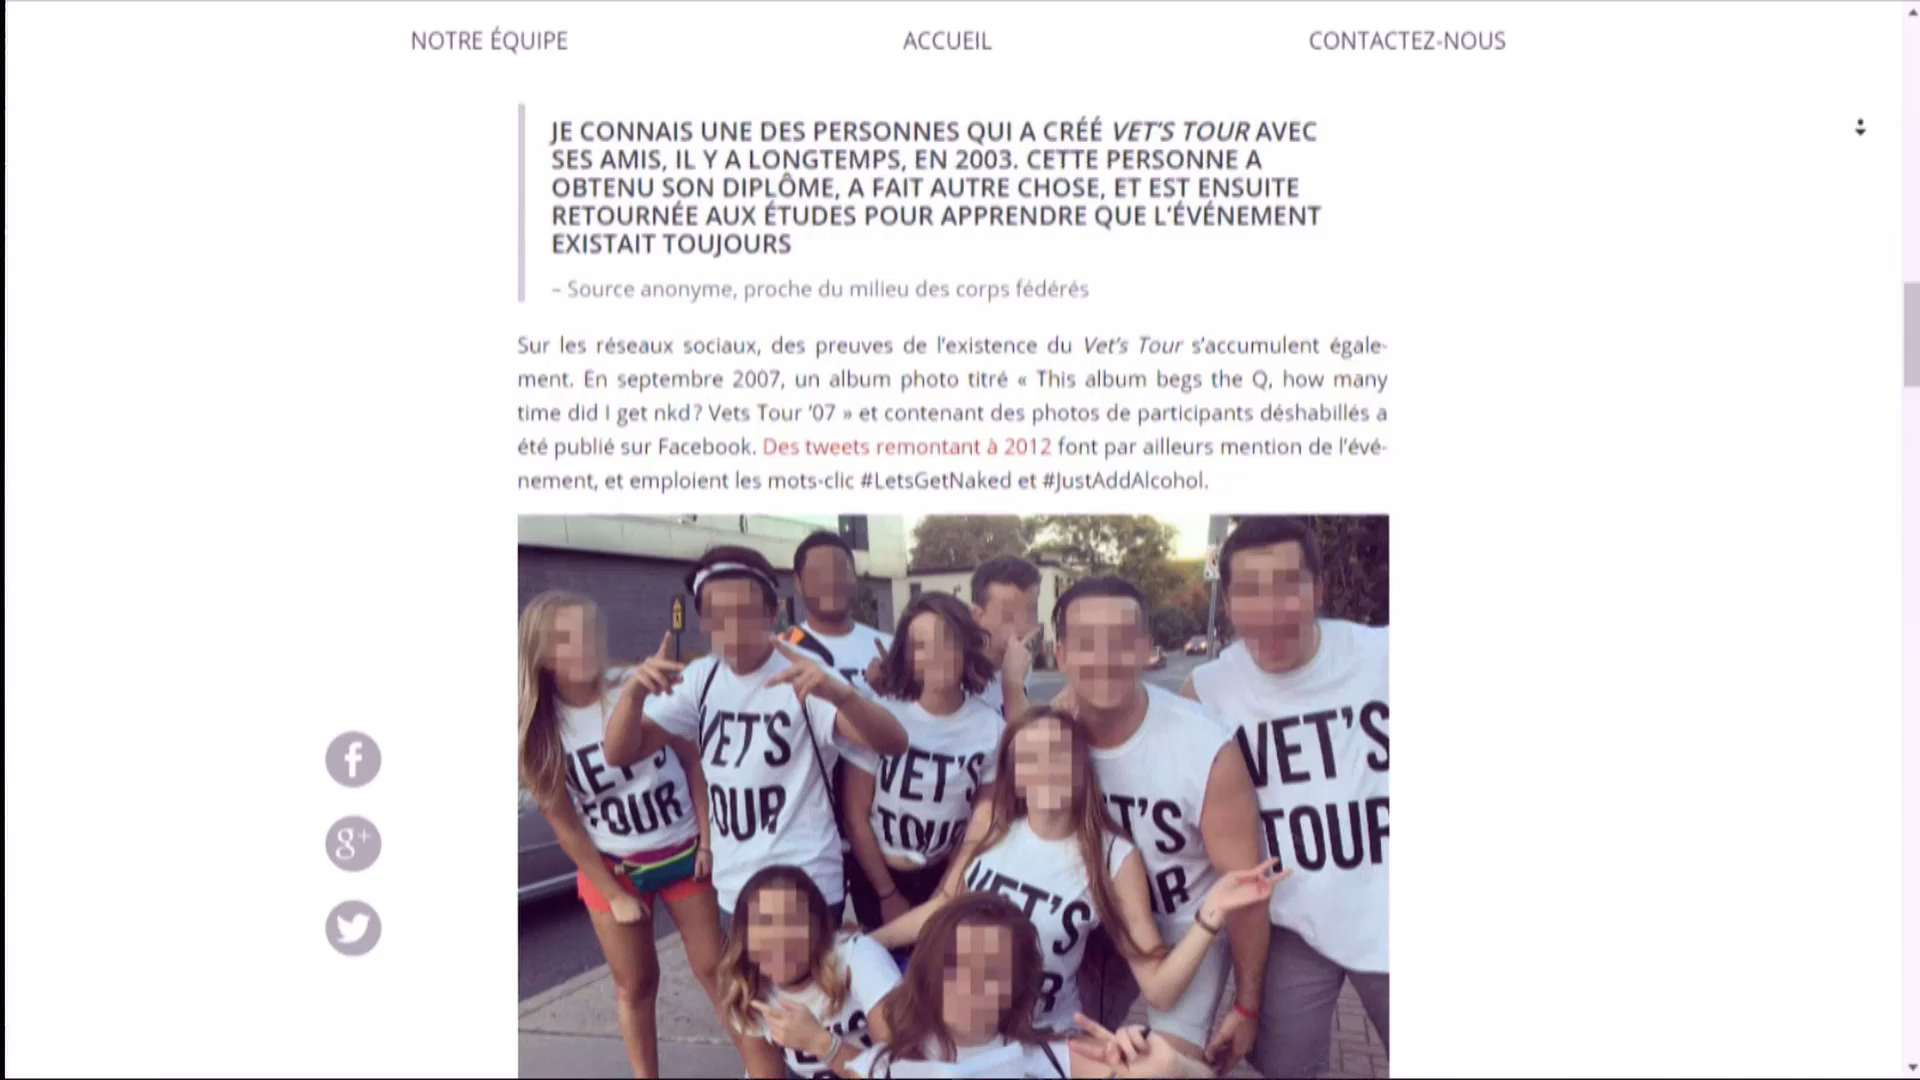 NOTRE ÉQUIPE ACCUEIL CONTACTEZ-NOUS
JE CONNAIS UNE DES PERSONNES QUI A CRÉÉ VET'S TOUR AVEC
SES AMIS, IL Y A LONGTEMPS, EN 2003. CETTE PERSONNE A
OBTENU SON DIPLÔME, A FAIT AUTRE CHOSE, ET EST ENSUITE
RETOURNÉE AUX ÉTUDES POUR APPRENDRE QUE L'ÉVÉNEMENT
EXISTAIT TOUJOURS
– Source anonyme, proche du milieu des corps fédérés
Sur les réseaux sociaux, des preuves de l'existence du Vet's Tour s'accumulent égale-
ment. En septembre 2007, un album photo titré « This album begs the Q, how many
time did I get nkd? Vets Tour '07 » et contenant des photos de participants déshabillés a
été publié sur Facebook. Des tweets remontant à 2012 font par ailleurs mention de l'évé-
nement, et emploient les mots-clic #LetsGetNaked et #JustAddAlcohol.
VET'S
TOUR
VET'S
OUR
VET'S
TOUR
VET'S
R
T'S
R
VET'S
TOUR
f
g+